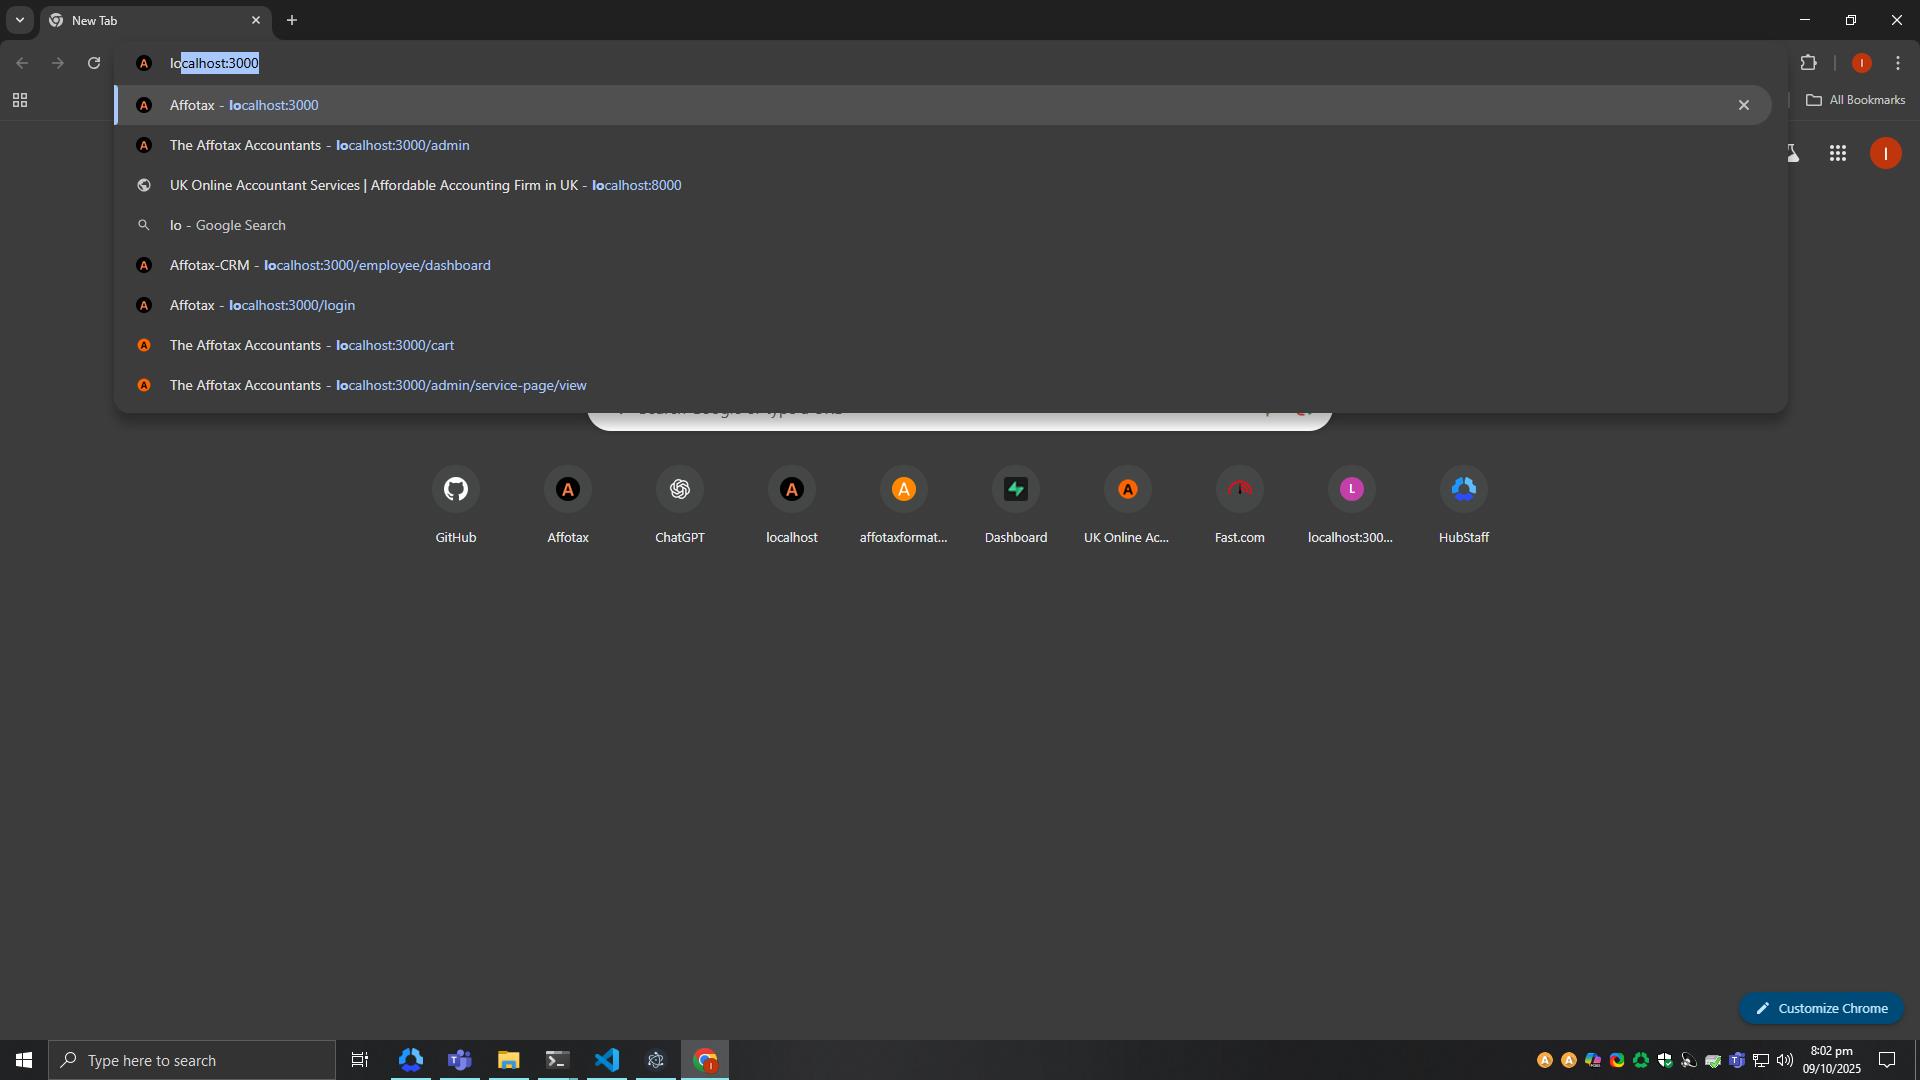 New Tab
localhost:3000
Affotax - localhost:3000
All Bookmarks
The Affotax Accountants - localhost:3000/admin
UK Online Accountant Services | Affordable Accounting Firm in UK - localhost:8000
lo - Google Search
Affotax-CRM - localhost:3000/employee/dashboard
Affotax - localhost:3000/login
The Affotax Accountants - localhost:3000/cart
The Affotax Accountants - localhost:3000/admin/service-page/view
GitHub
Affotax
ChatGPT
localhost
affotaxformat...
Dashboard
UK Online Ac...
Fast.com
localhost:300...
HubStaff
Customize Chrome
Type here to search
8:02 pm
09/10/2025